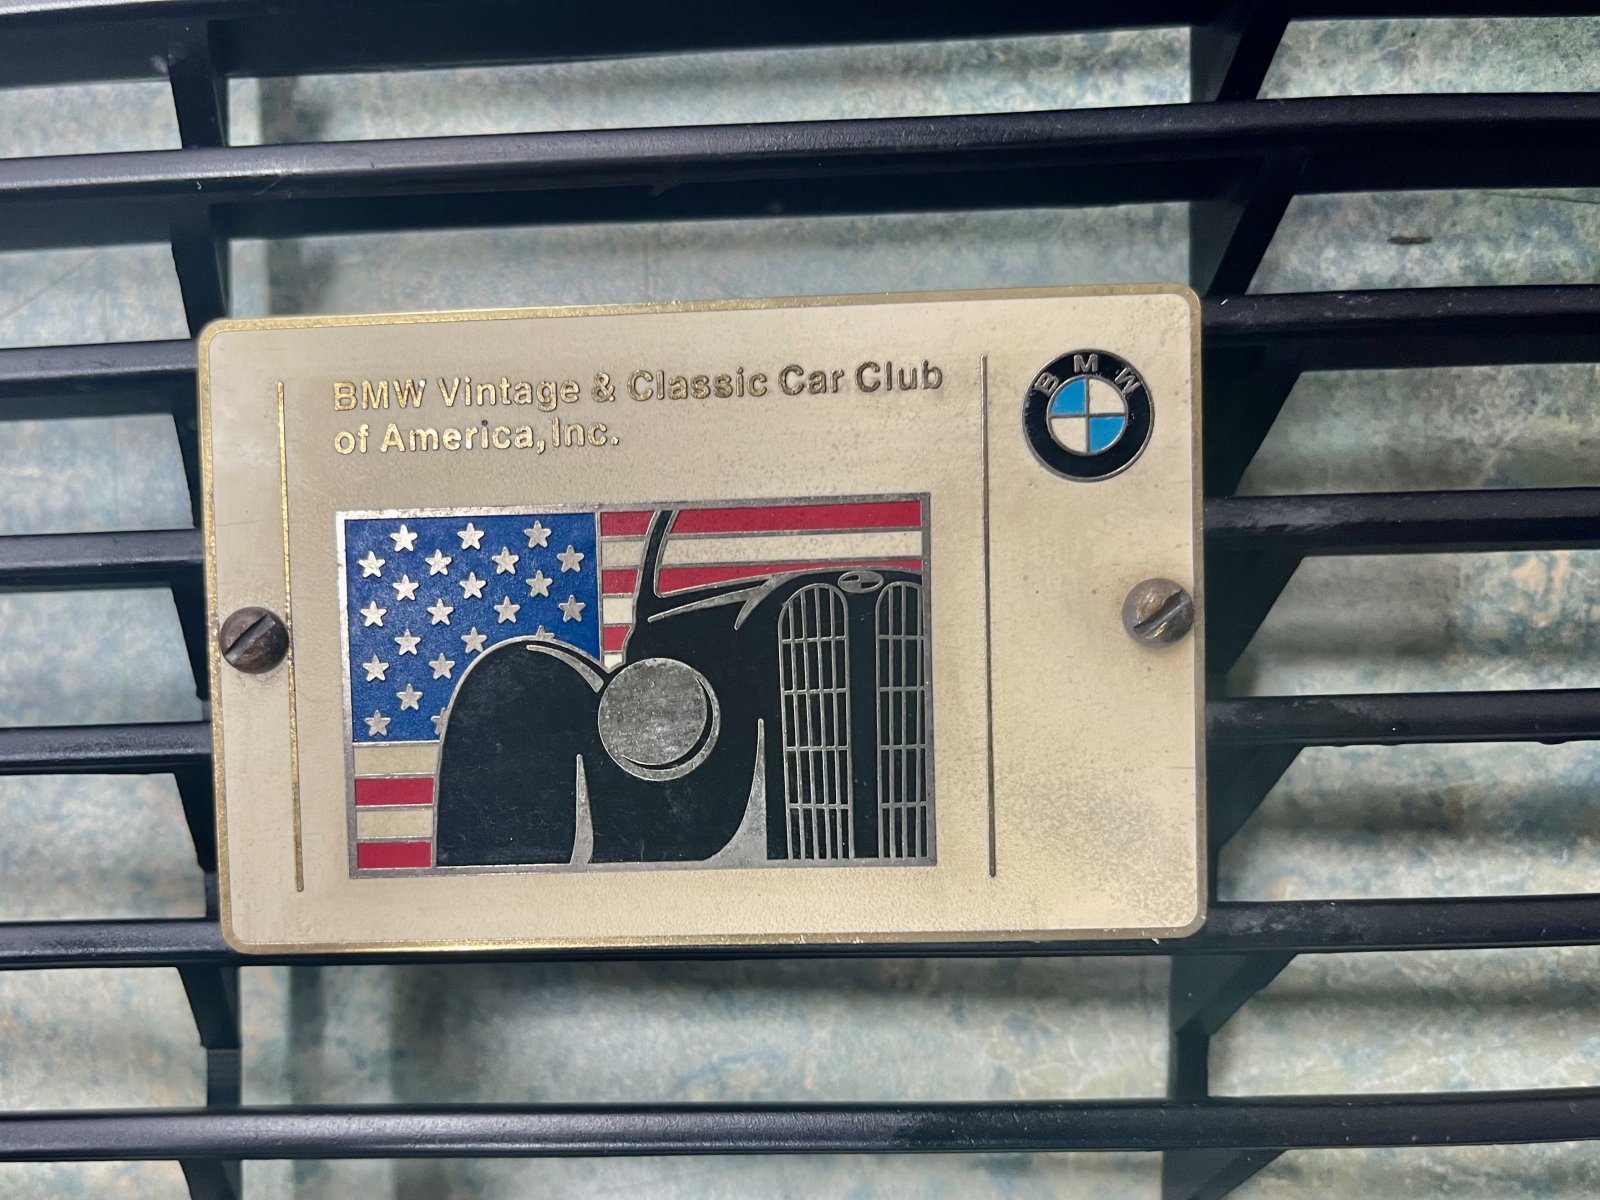 BMW Vintage & Classic Car Club
of America, Inc.
BMW